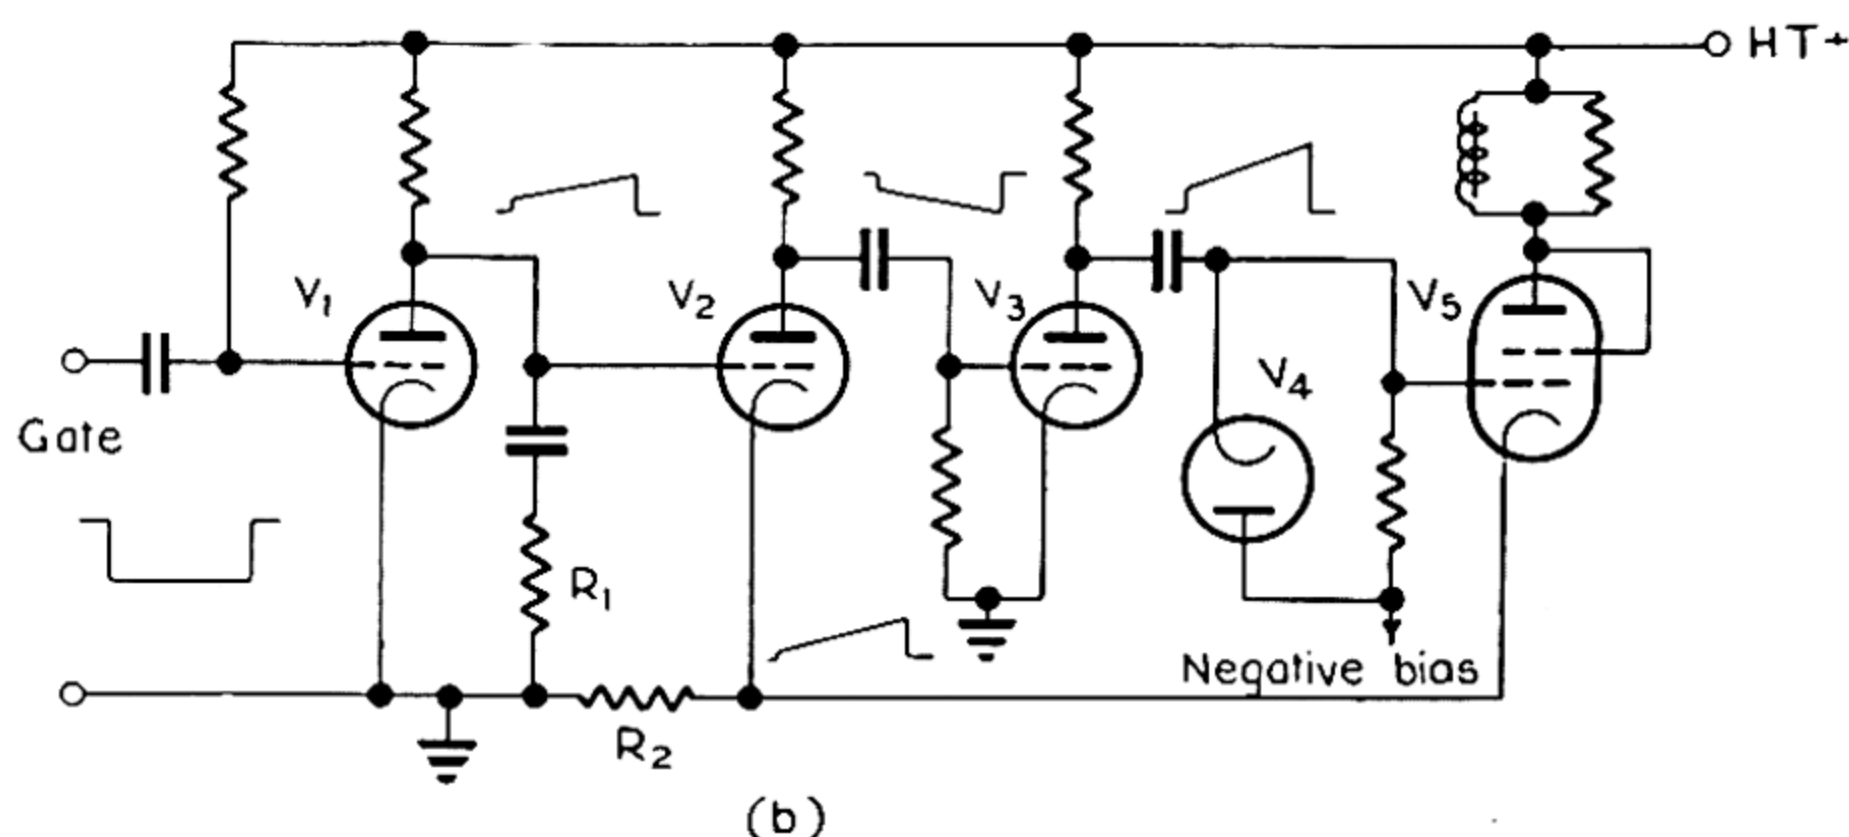 HT+
V1
V2
V3
V5
V4
Gate
R1
Negative bias
R2
(b)